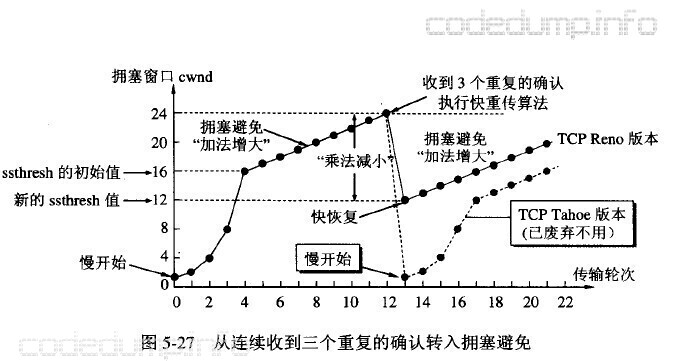 codedumpinfo
拥塞窗口 cwnd
收到 3 个重复的确认
执行快重传算法
24
拥塞避免
“加法增大”
20
拥塞避免
“加法增大”
TCP Reno 版本
ssthresh 的初始值
16
“乘法减小”
新的 ssthresh 值
12
快恢复
TCP Tahoe 版本
(已废弃不用)
8
慢开始
4
慢开始
传输轮次
0
0 2 4 6 8 10 12 14 16 18 20 22
图 5-27 从连续收到三个重复的确认转入拥塞避免
codedumpinfo
codedumpinfo